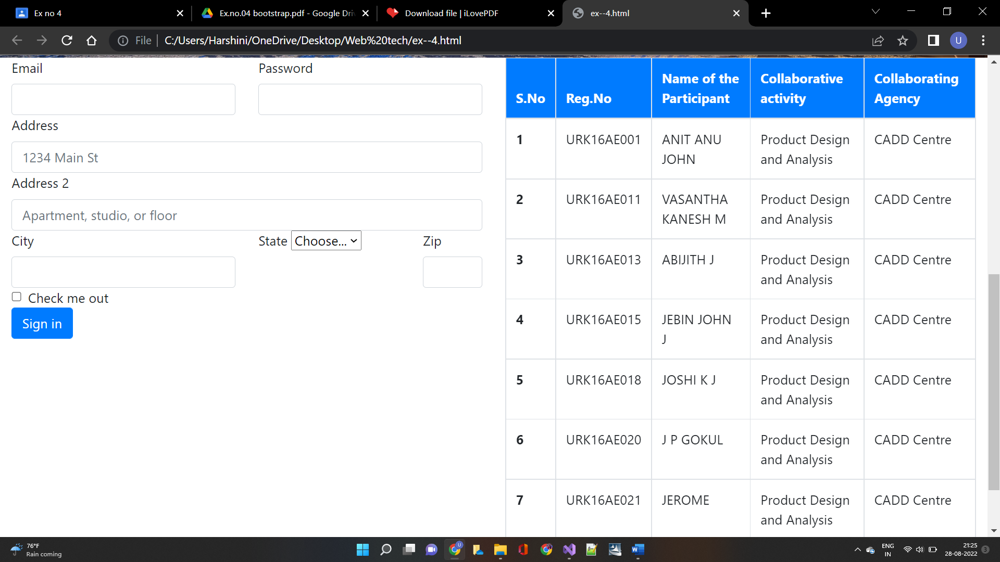 Ex no 4
Ex.no.04 bootstrap.pdf - Google Dri
Download file | iLovePDF
ex--4.html
File
C:/Users/Harshini/OneDrive/Desktop/Web%20tech/ex--4.html
U
Email
Password
Address
1234 Main St
Address 2
Apartment, studio, or floor
City
State Choose...
Zip
Check me out
Sign in
S.No Reg.No Name of the Participant Collaborative activity Collaborating Agency
1 URK16AE001 ANIT ANU JOHN Product Design and Analysis CADD Centre
2 URK16AE011 VASANTHA KANESH M Product Design and Analysis CADD Centre
3 URK16AE013 ABIJITH J Product Design and Analysis CADD Centre
4 URK16AE015 JEBIN JOHN J Product Design and Analysis CADD Centre
5 URK16AE018 JOSHI K J Product Design and Analysis CADD Centre
6 URK16AE020 J P GOKUL Product Design and Analysis CADD Centre
7 URK16AE021 JEROME Product Design and Analysis CADD Centre
76°F
Rain coming
U
ENG
IN
21:25
28-08-2022
3